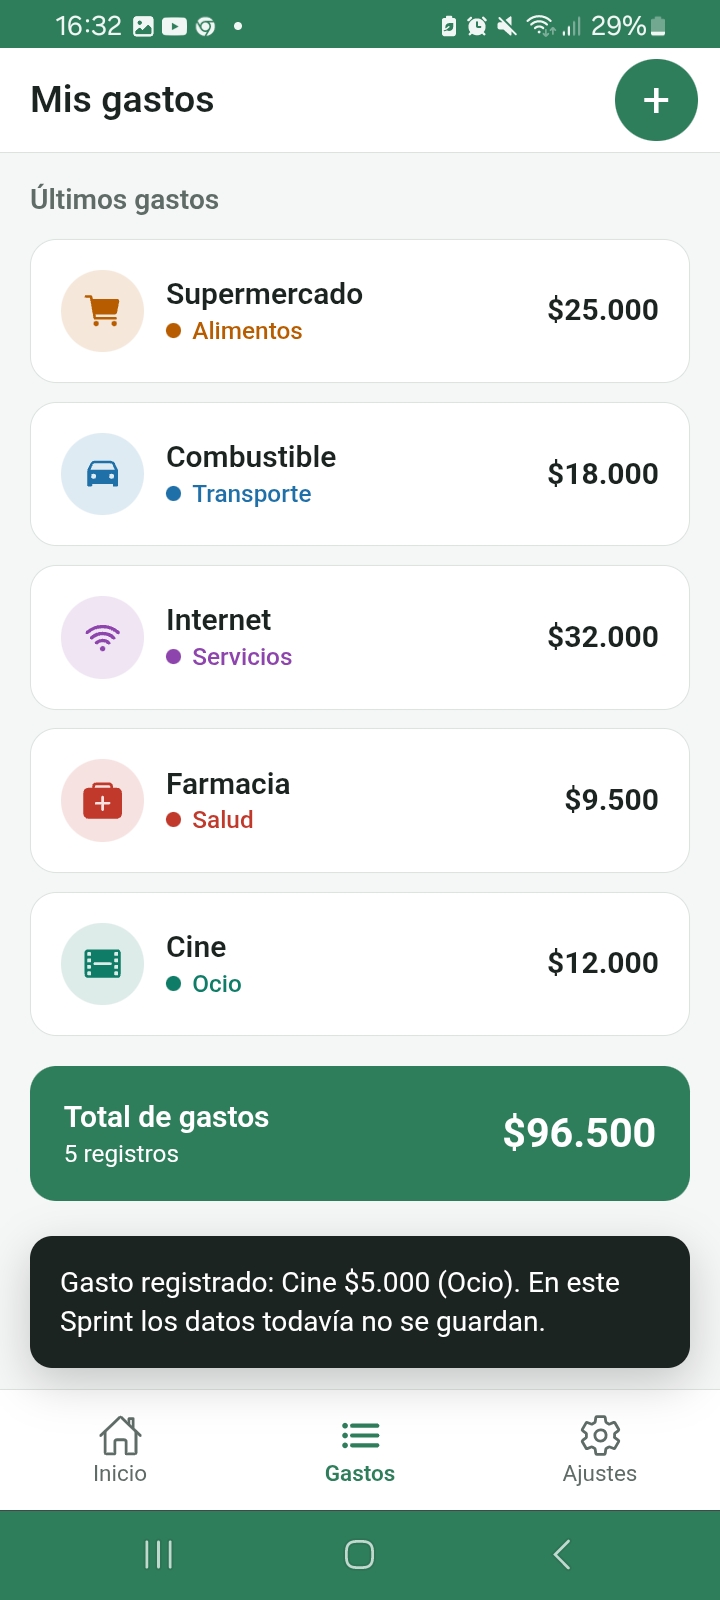 16:32
29%
Mis gastos
+
Últimos gastos
Supermercado
Alimentos
$25.000
Combustible
Transporte
$18.000
Internet
Servicios
$32.000
Farmacia
Salud
$9.500
Cine
Ocio
$12.000
Total de gastos
5 registros
$96.500
Gasto registrado: Cine $5.000 (Ocio). En este
Sprint los datos todavía no se guardan.
Inicio
Gastos
Ajustes